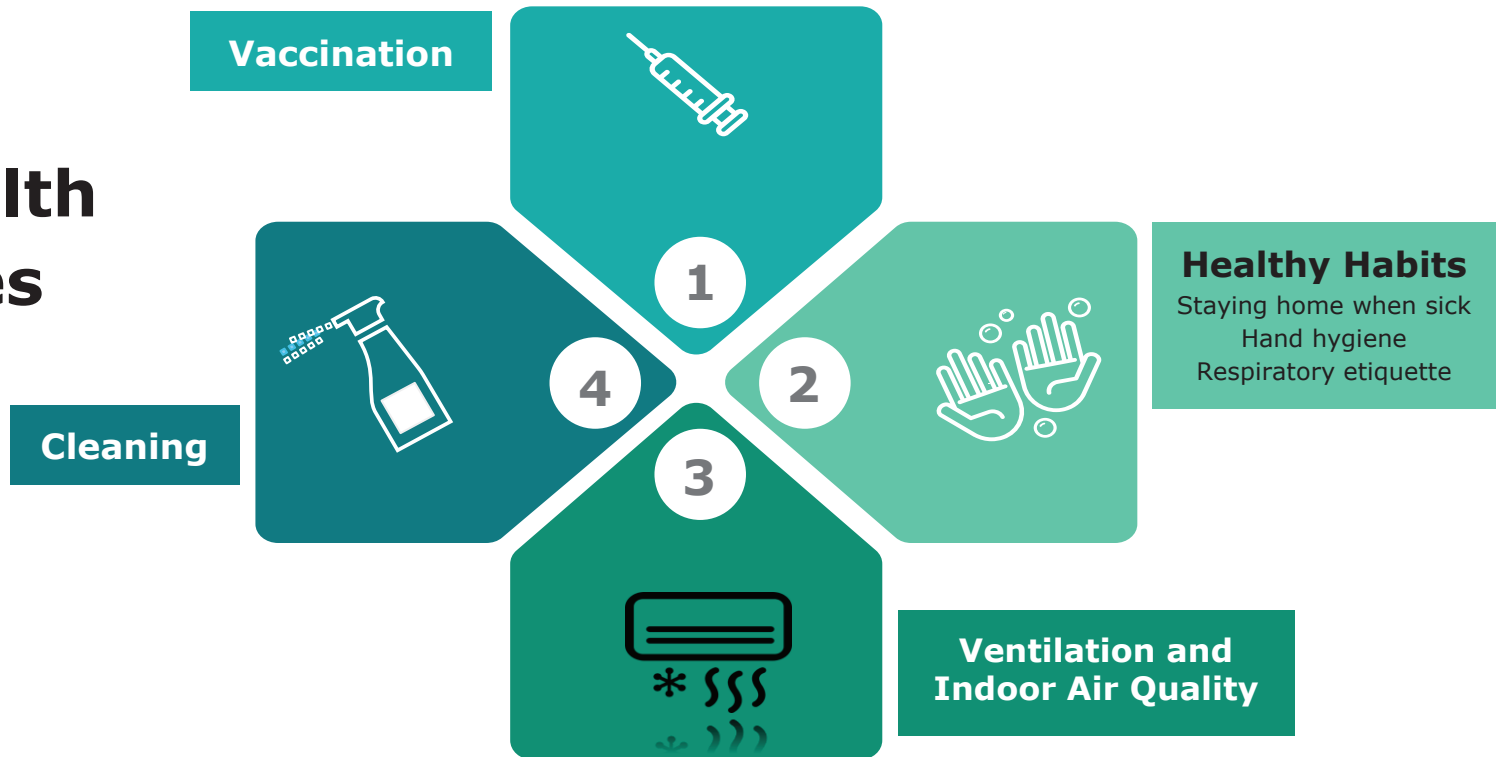 Vaccination
lth
es
1
Healthy Habits
Staying home when sick
Hand hygiene
Respiratory etiquette
4
2
Cleaning
3
Ventilation and
Indoor Air Quality